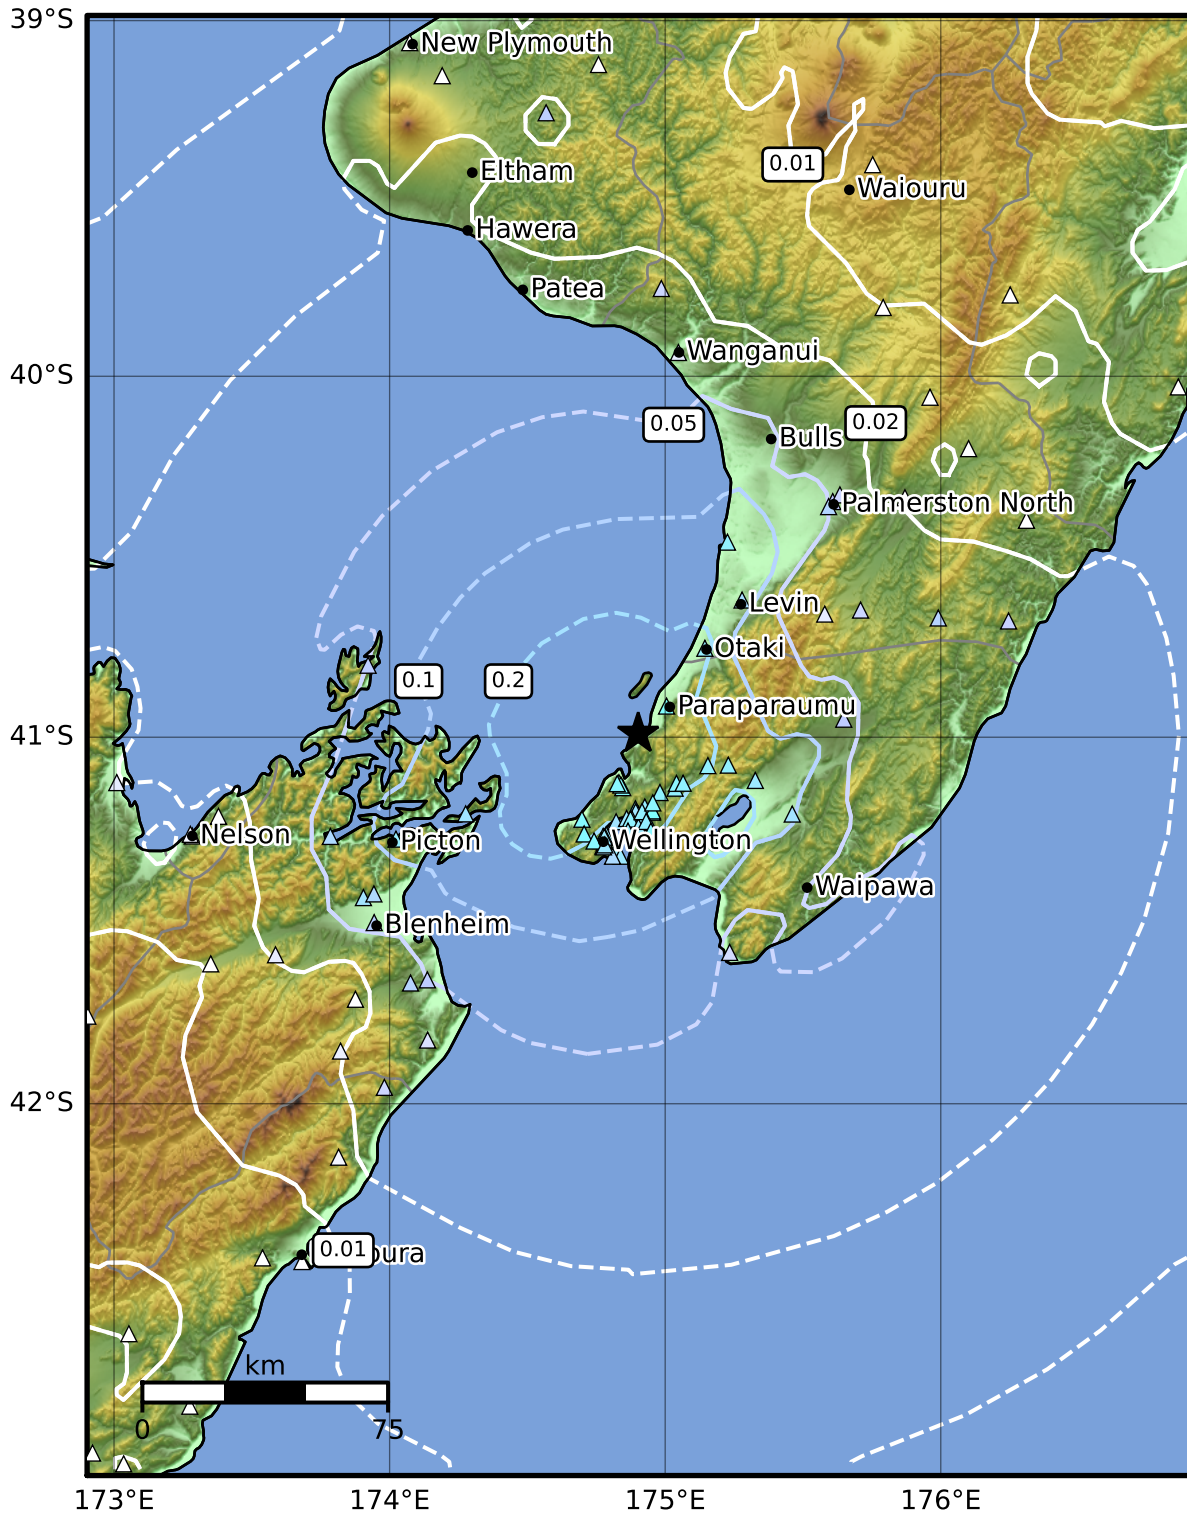 39°S
New Plymouth
0.01
Eltham
Waiouru
Hawera
Patea
Wanganui
40°S
0.05
0.02
Bulls
Palmerston North
Levin
Otaki
0.1
0.2
Paraparaumu
41°S
Nelson
Picton
Wellington
Waipawa
Blenheim
42°S
0.01
oura
km
0
75
173°E
174°E
175°E
176°E